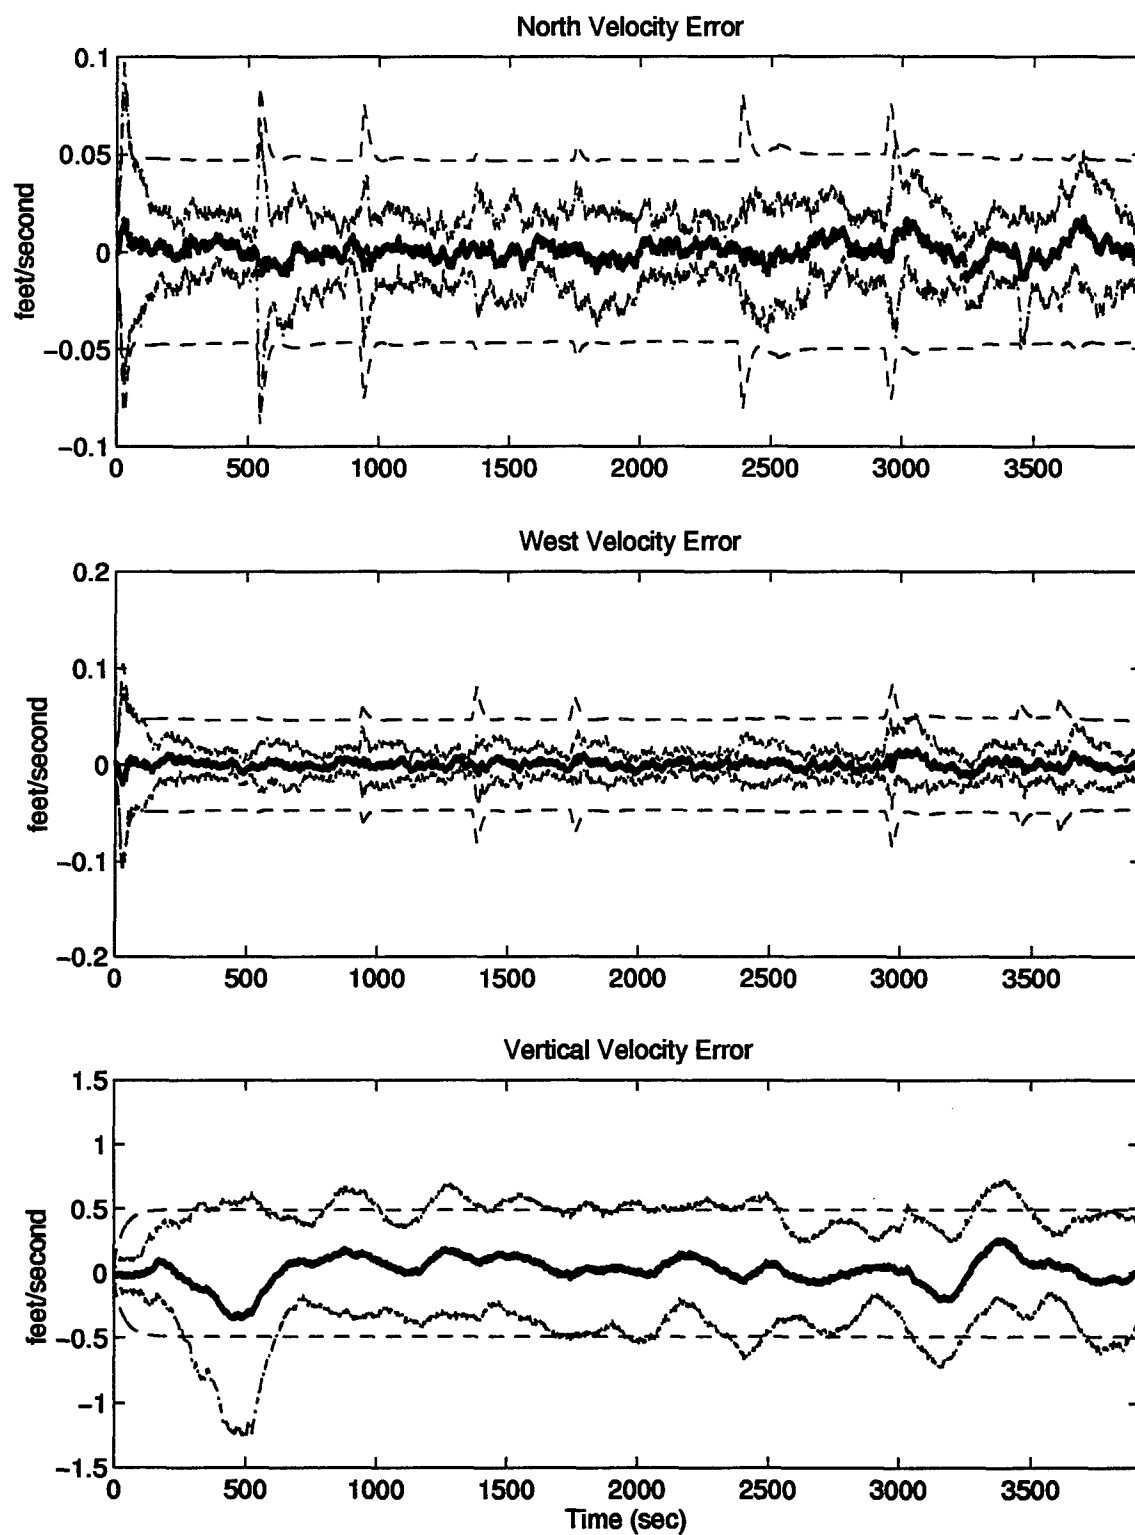 North Velocity Error
0.1
0.05
0
−0.05
−0.1
feet/second
0 500 1000 1500 2000 2500 3000 3500
West Velocity Error
0.2
0.1
0
−0.1
−0.2
feet/second
0 500 1000 1500 2000 2500 3000 3500
Vertical Velocity Error
1.5
1
0.5
0
−0.5
−1
−1.5
feet/second
0 500 1000 1500 2000 2500 3000 3500
Time (sec)